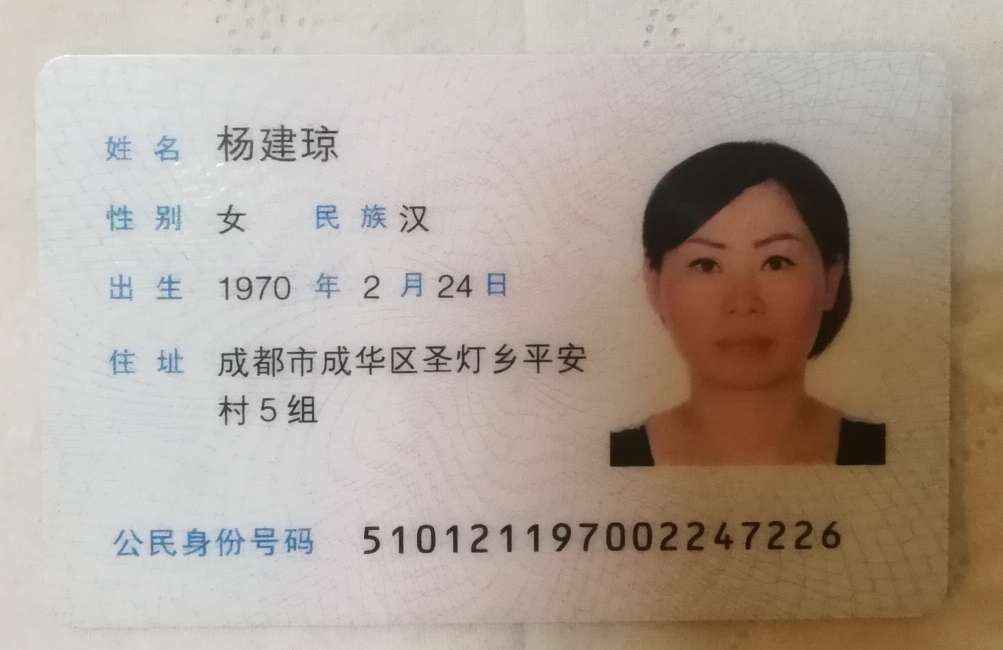 姓名 杨建琼
性别 女 民族 汉
出生 1970 年 2 月 24 日
住址 成都市成华区圣灯乡平安
村5组
公民身份号码 510121197002247226